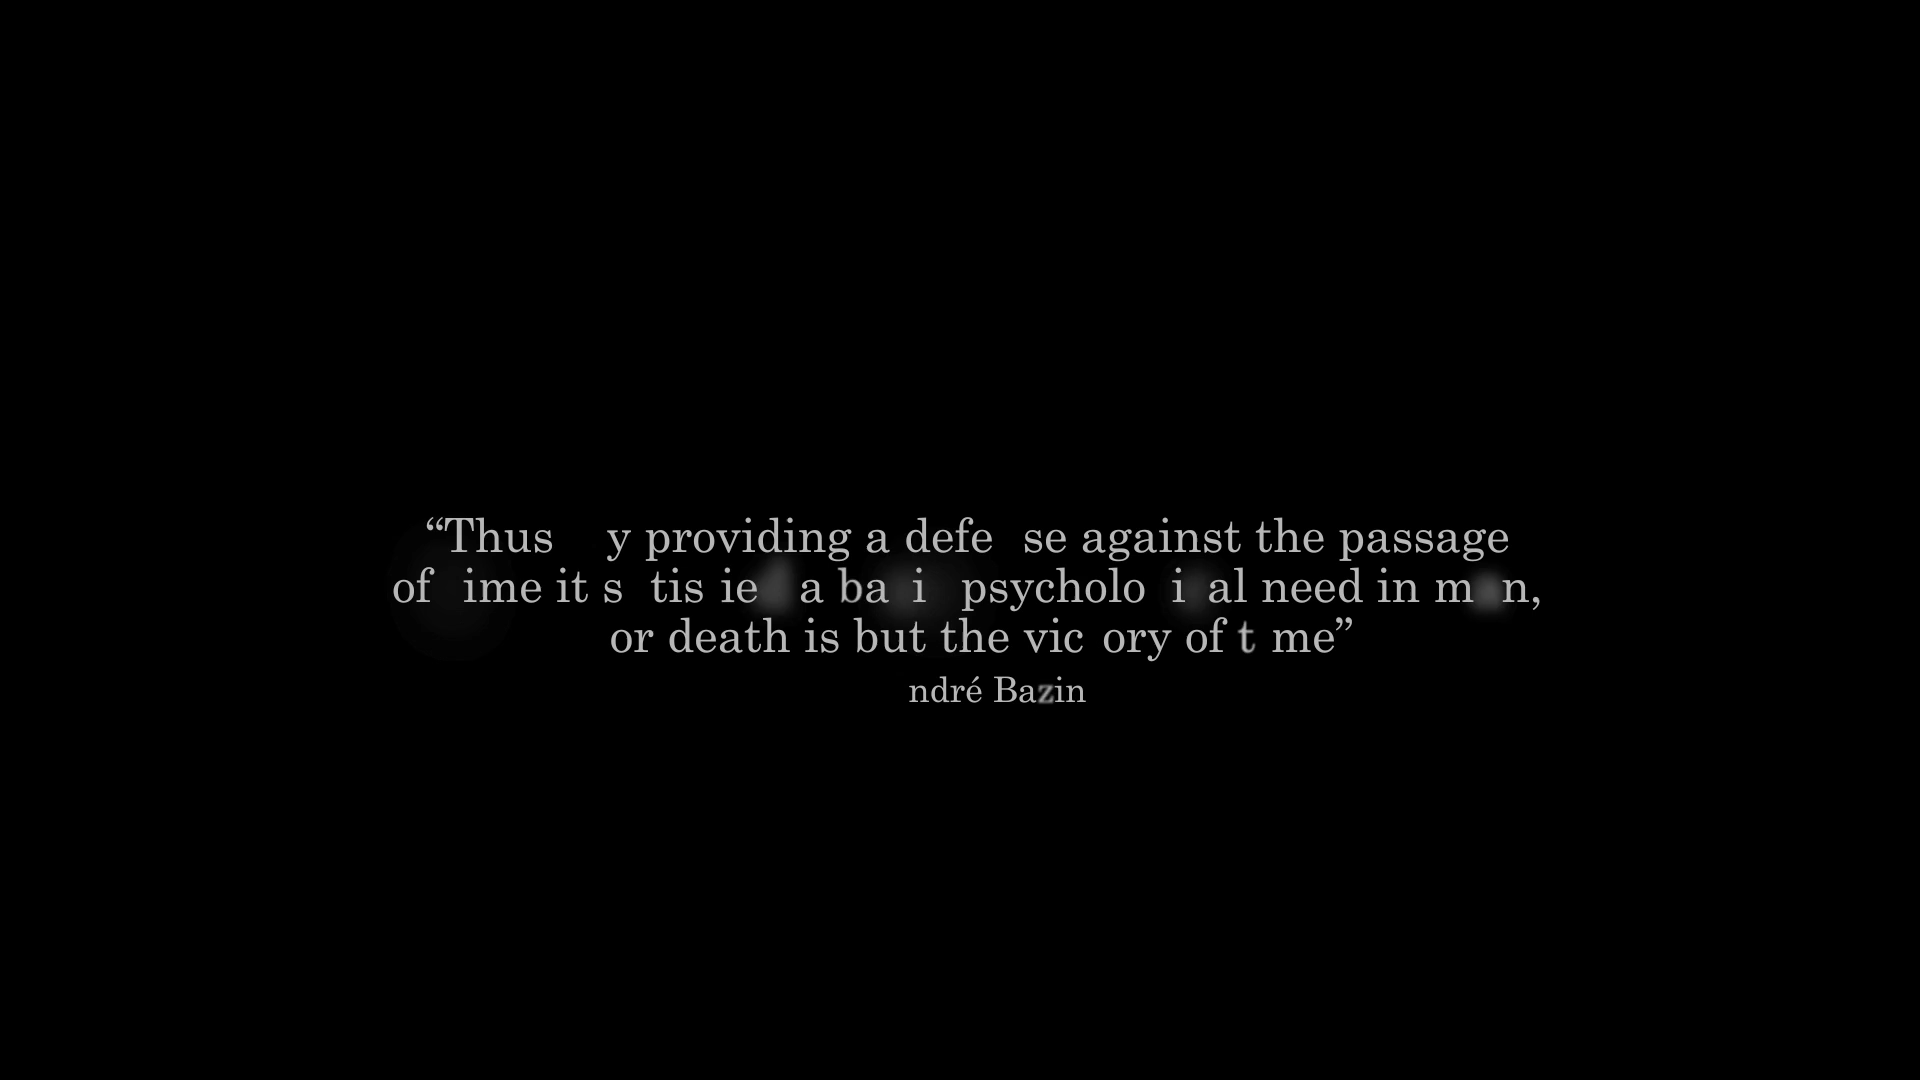 “Thus y providing a defe se against the passage
of ime it s tis ie a ba i psycholo i al need in m n,
or death is but the vic ory of t me”
ndré Bazin